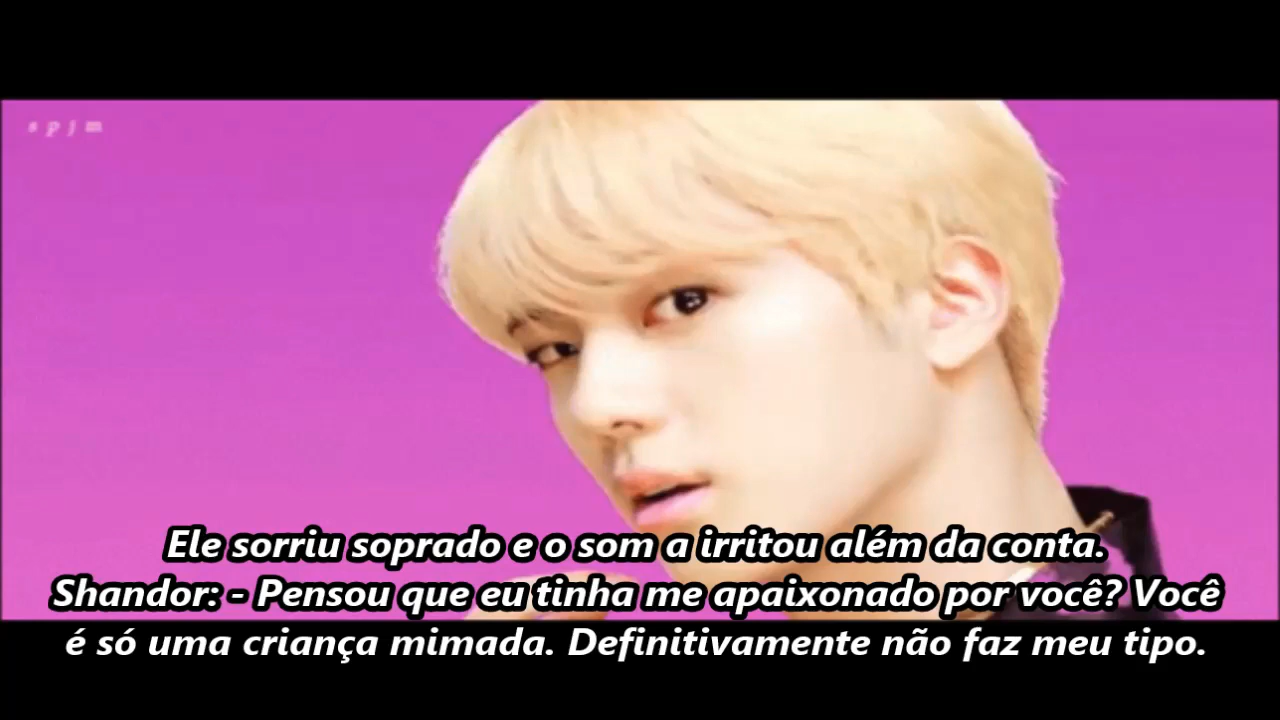 spjm
Ele sorriu soprado e o som a irritou além da conta.
Shandor: - Pensou que eu tinha me apaixonado por você? Você
é só uma criança mimada. Definitivamente não faz meu tipo.